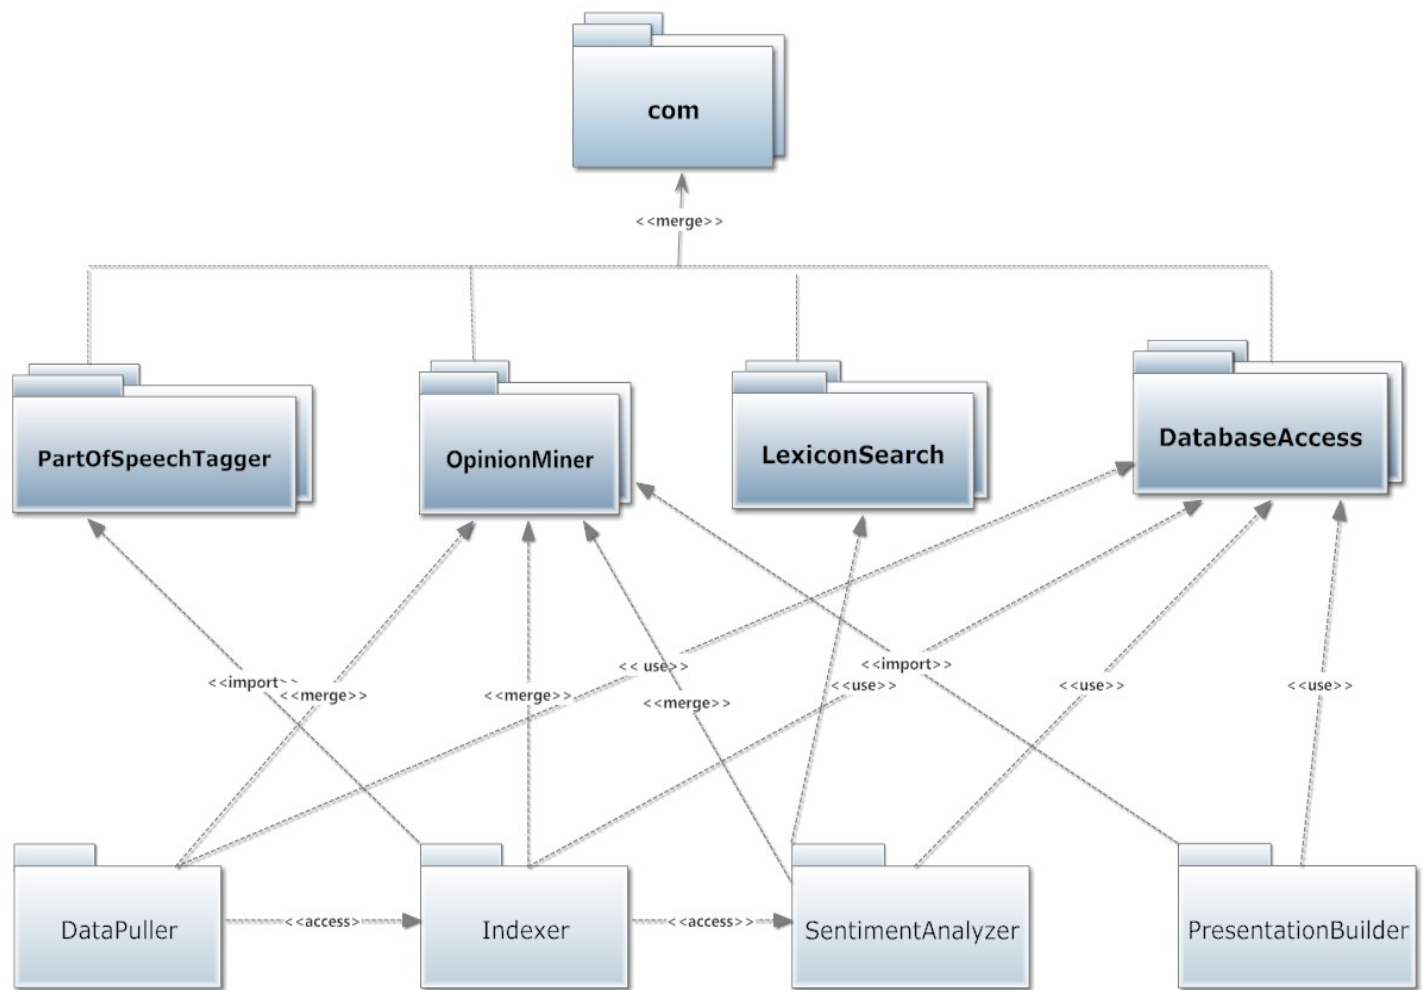 com
<<merge>>
PartOfSpeechTagger
OpinionMiner
LexiconSearch
DatabaseAccess
<< use>>
<<import>>
<<import>>
<<merge>>
<<merge>>
<<merge>>
<<use>>
<<use>>
<<use>>
DataPuller
<<access>
Indexer
<<access>>
SentimentAnalyzer
PresentationBuilder